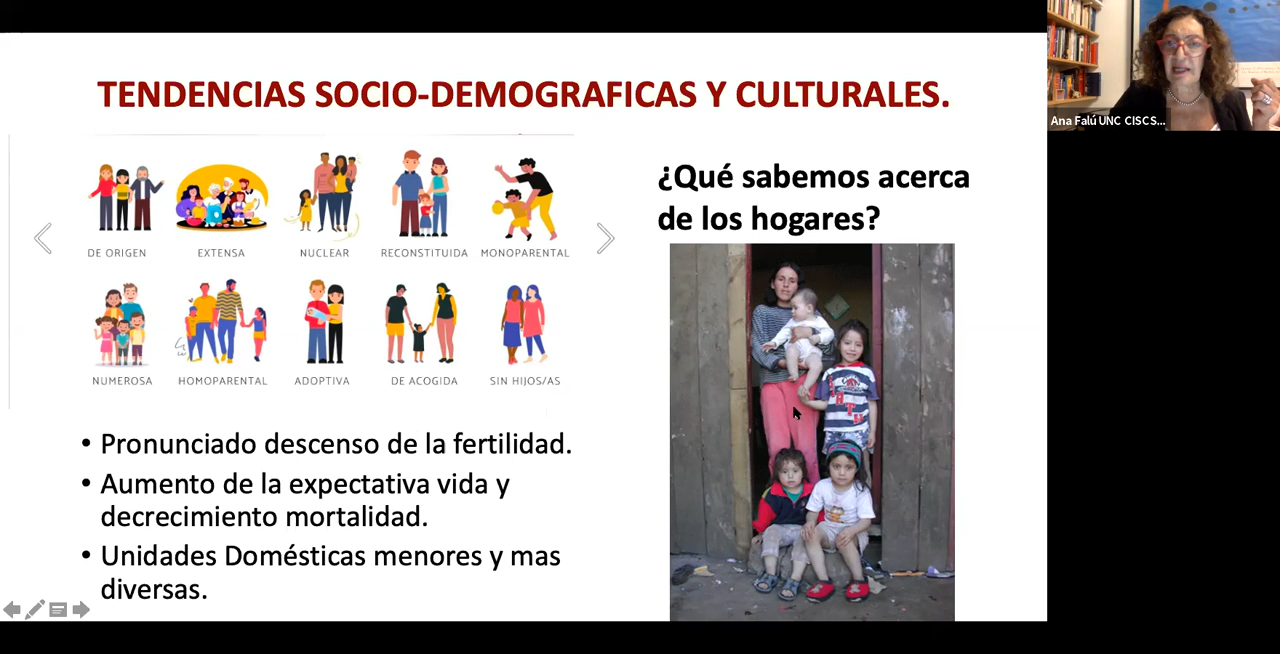 TENDENCIAS SOCIO-DEMOGRAFICAS Y CULTURALES.
Ana Falú UNC CISCS...
¿Qué sabemos acerca
de los hogares?
DE ORIGEN
EXTENSA
NUCLEAR
RECONSTITUIDA
MONOPARENTAL
NUMEROSA
HOMOPARENTAL
ADOPTIVA
DE ACOGIDA
SIN HIJOS/AS
• Pronunciado descenso de la fertilidad.
• Aumento de la expectativa vida y
decrecimiento mortalidad.
• Unidades Domésticas menores y mas
diversas.